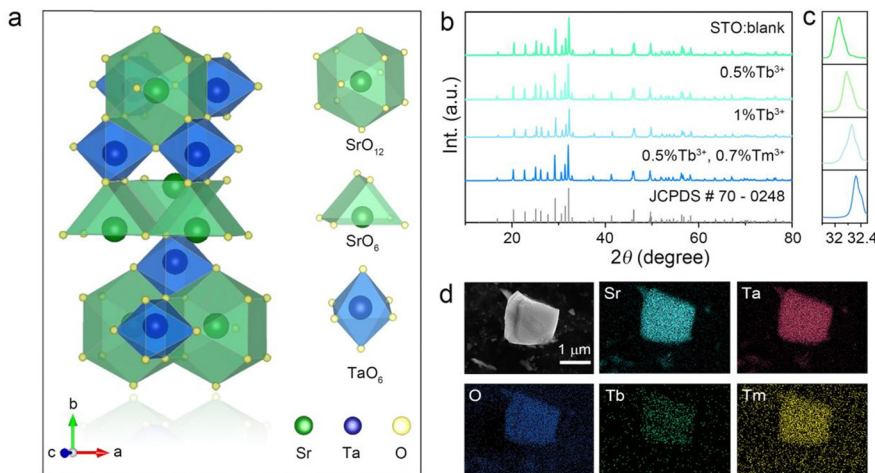 a
SrO12
SrO6
TaO6
b
c
a
Sr
Ta
O
b
Int. (a.u.)
STO:blank
0.5%Tb³⁺
1%Tb³⁺
0.5%Tb³⁺, 0.7%Tm³⁺
JCPDS # 70 - 0248
20 40 60 80
2θ (degree)
c
32 32.4
d
1 μm
Sr
Ta
O
Tb
Tm